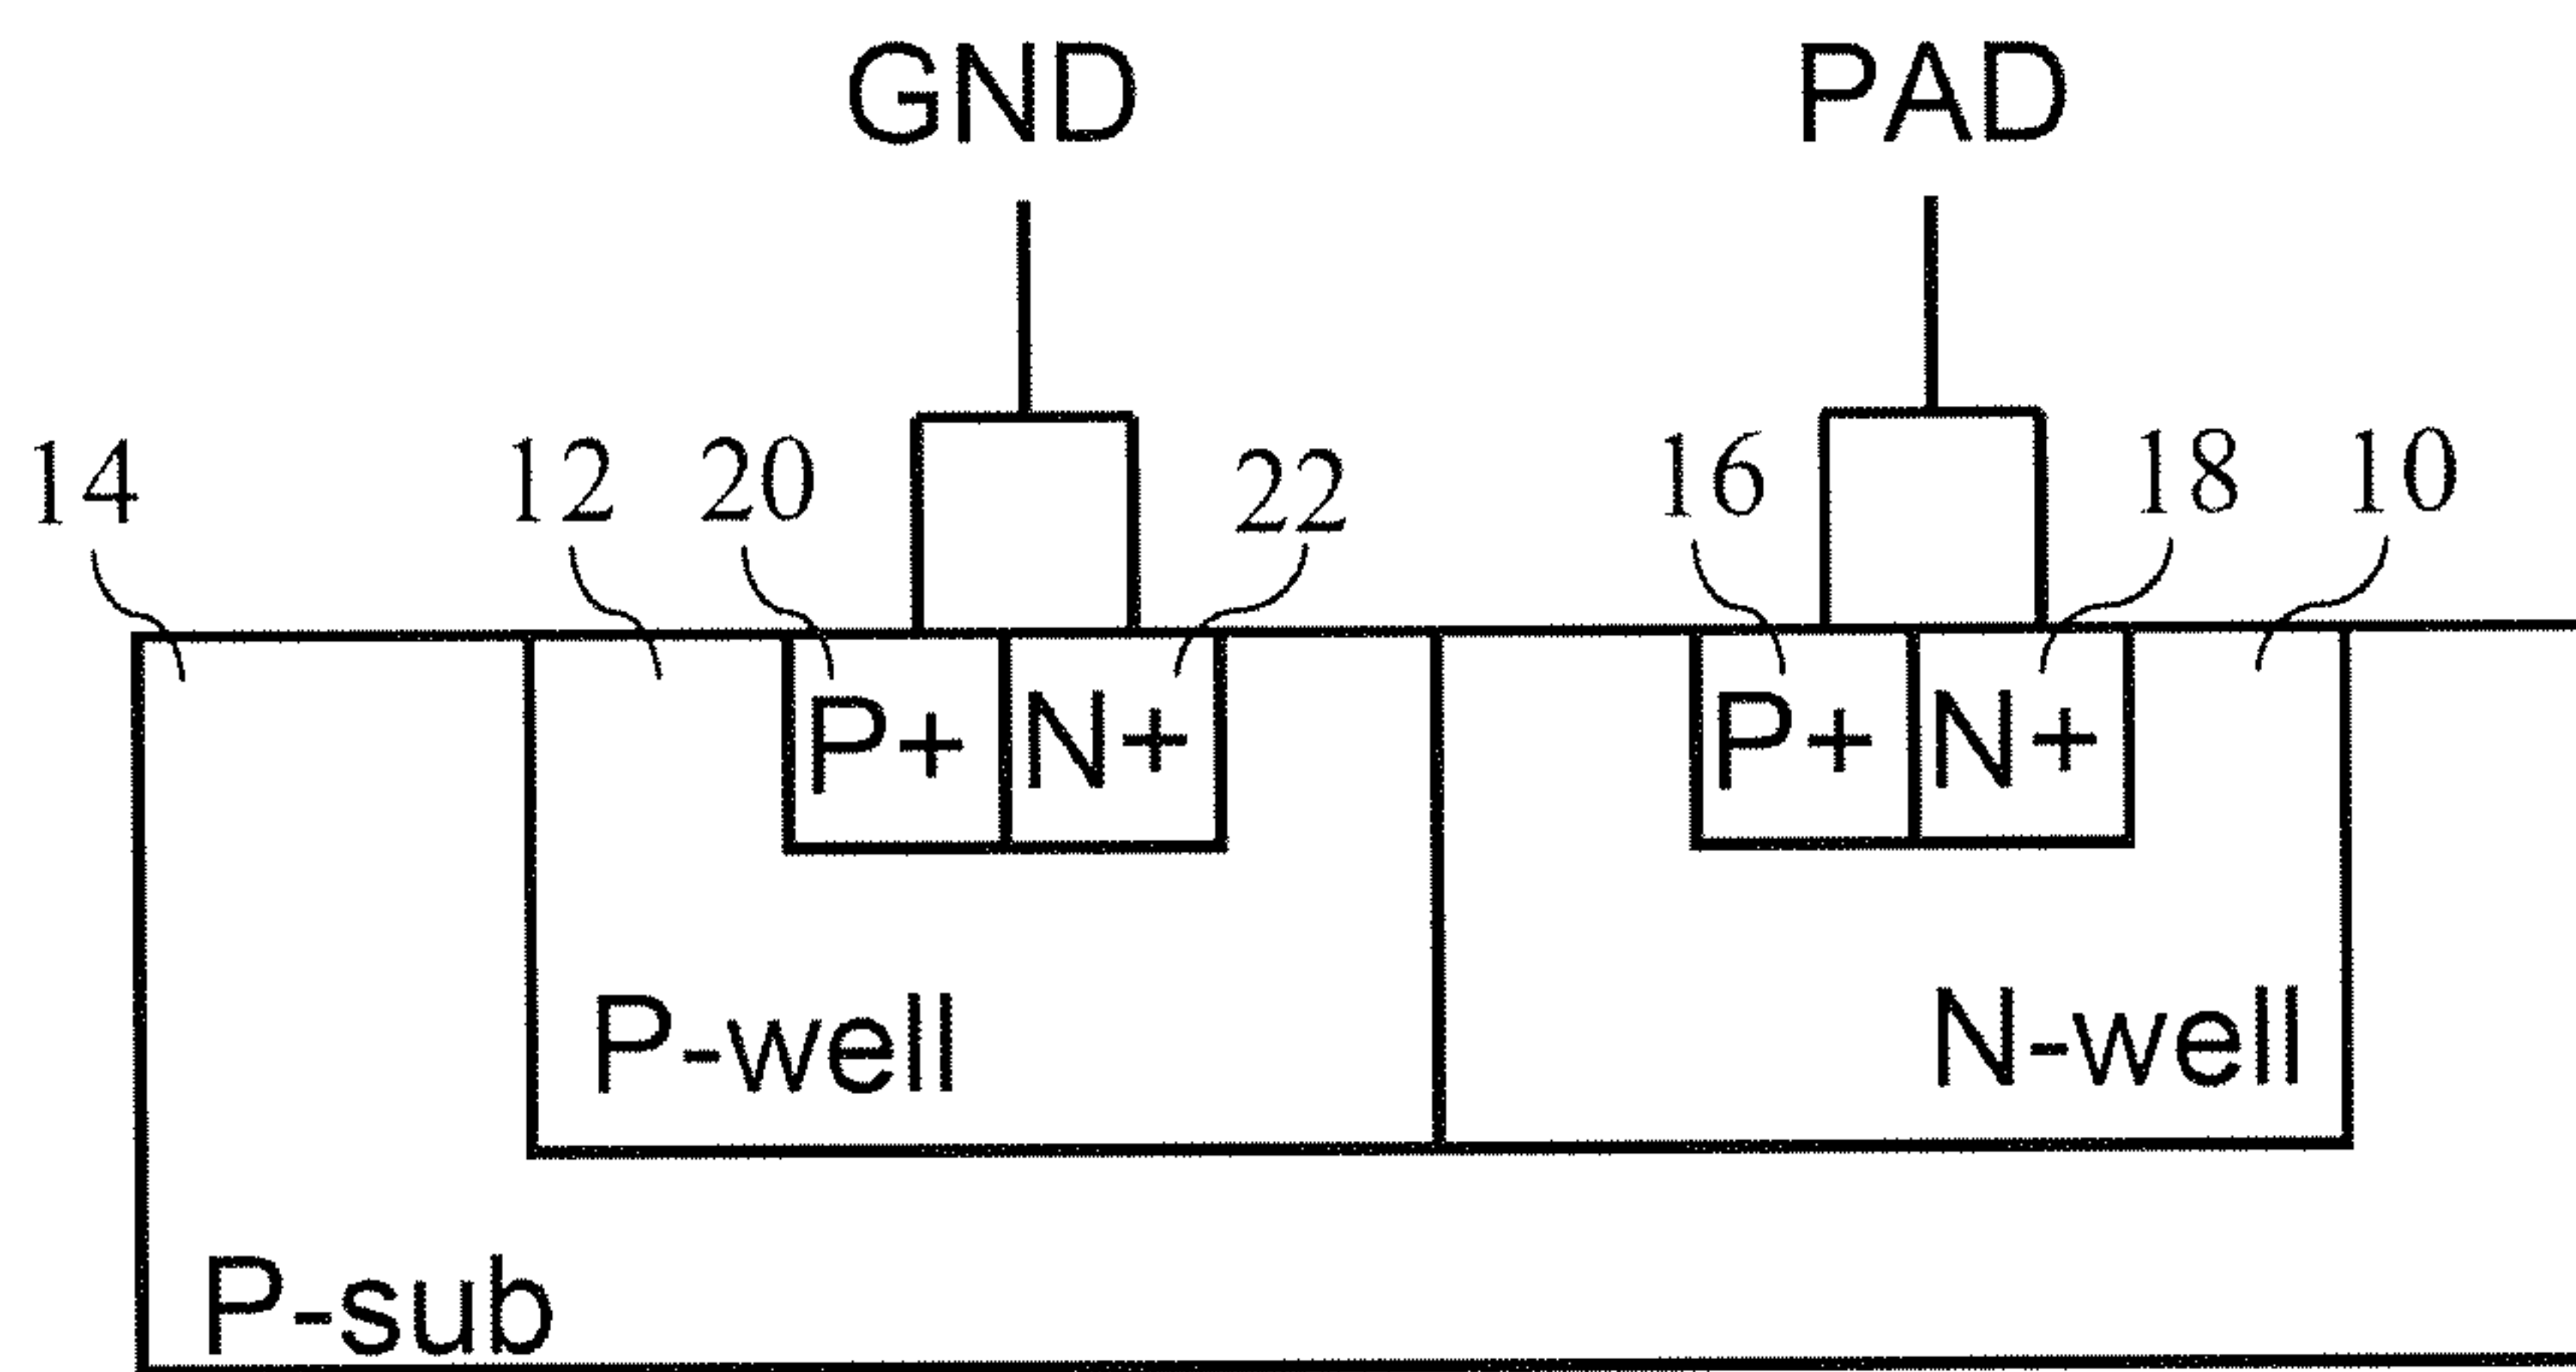 GND PAD
14 12 20 22 16 18 10
P+ N+ P+ N+
P-well N-well
P-sub